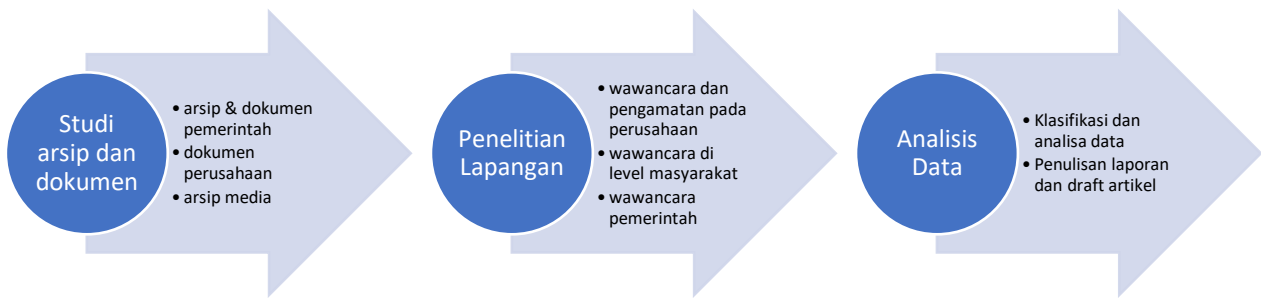 Studi
arsip dan
dokumen
• arsip & dokumen
pemerintah
• dokumen
perusahaan
• arsip media
Penelitian
Lapangan
• wawancara dan
pengamatan pada
perusahaan
• wawancara di
level masyarakat
• wawancara
pemerintah
Analisis
Data
• Klasifikasi dan
analisa data
• Penulisan laporan
dan draft artikel